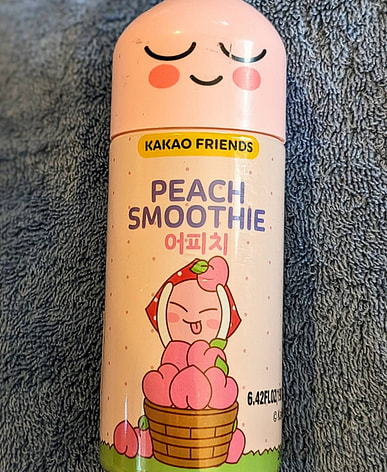 KAKAO FRIENDS
PEACH
SMOOTHIE
어피치
6.42FL.OZ